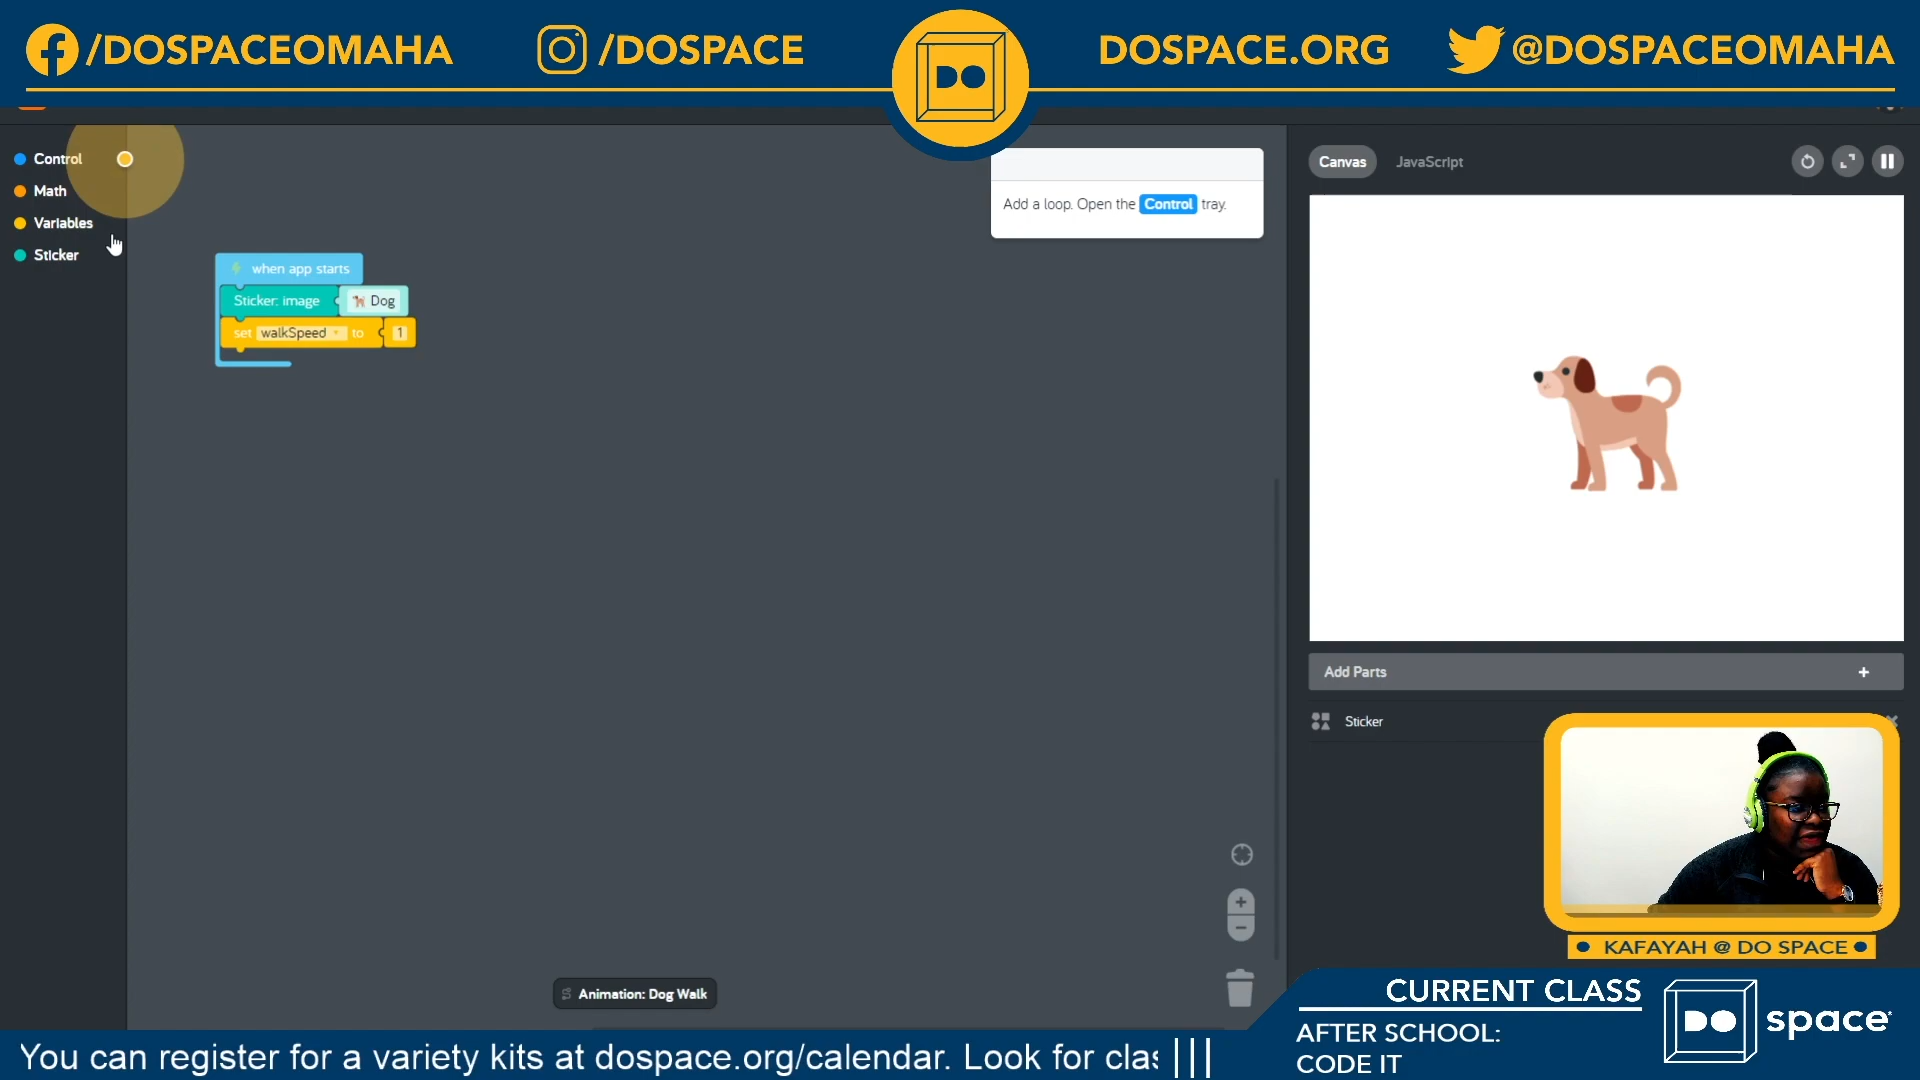 /DOSPACEOMAHA
/DOSPACE
DO
DOSPACE.ORG
@DOSPACEOMAHA
Control
Math
Variables
Sticker
when app starts
Sticker: image Dog
set walkSpeed to 1
Add a loop. Open the Control tray.
Canvas JavaScript
Add Parts +
Sticker
Animation: Dog Walk
KAFAYAH @ DO SPACE
CURRENT CLASS
AFTER SCHOOL:
CODE IT
DO space
You can register for a variety kits at dospace.org/calendar. Look for clas